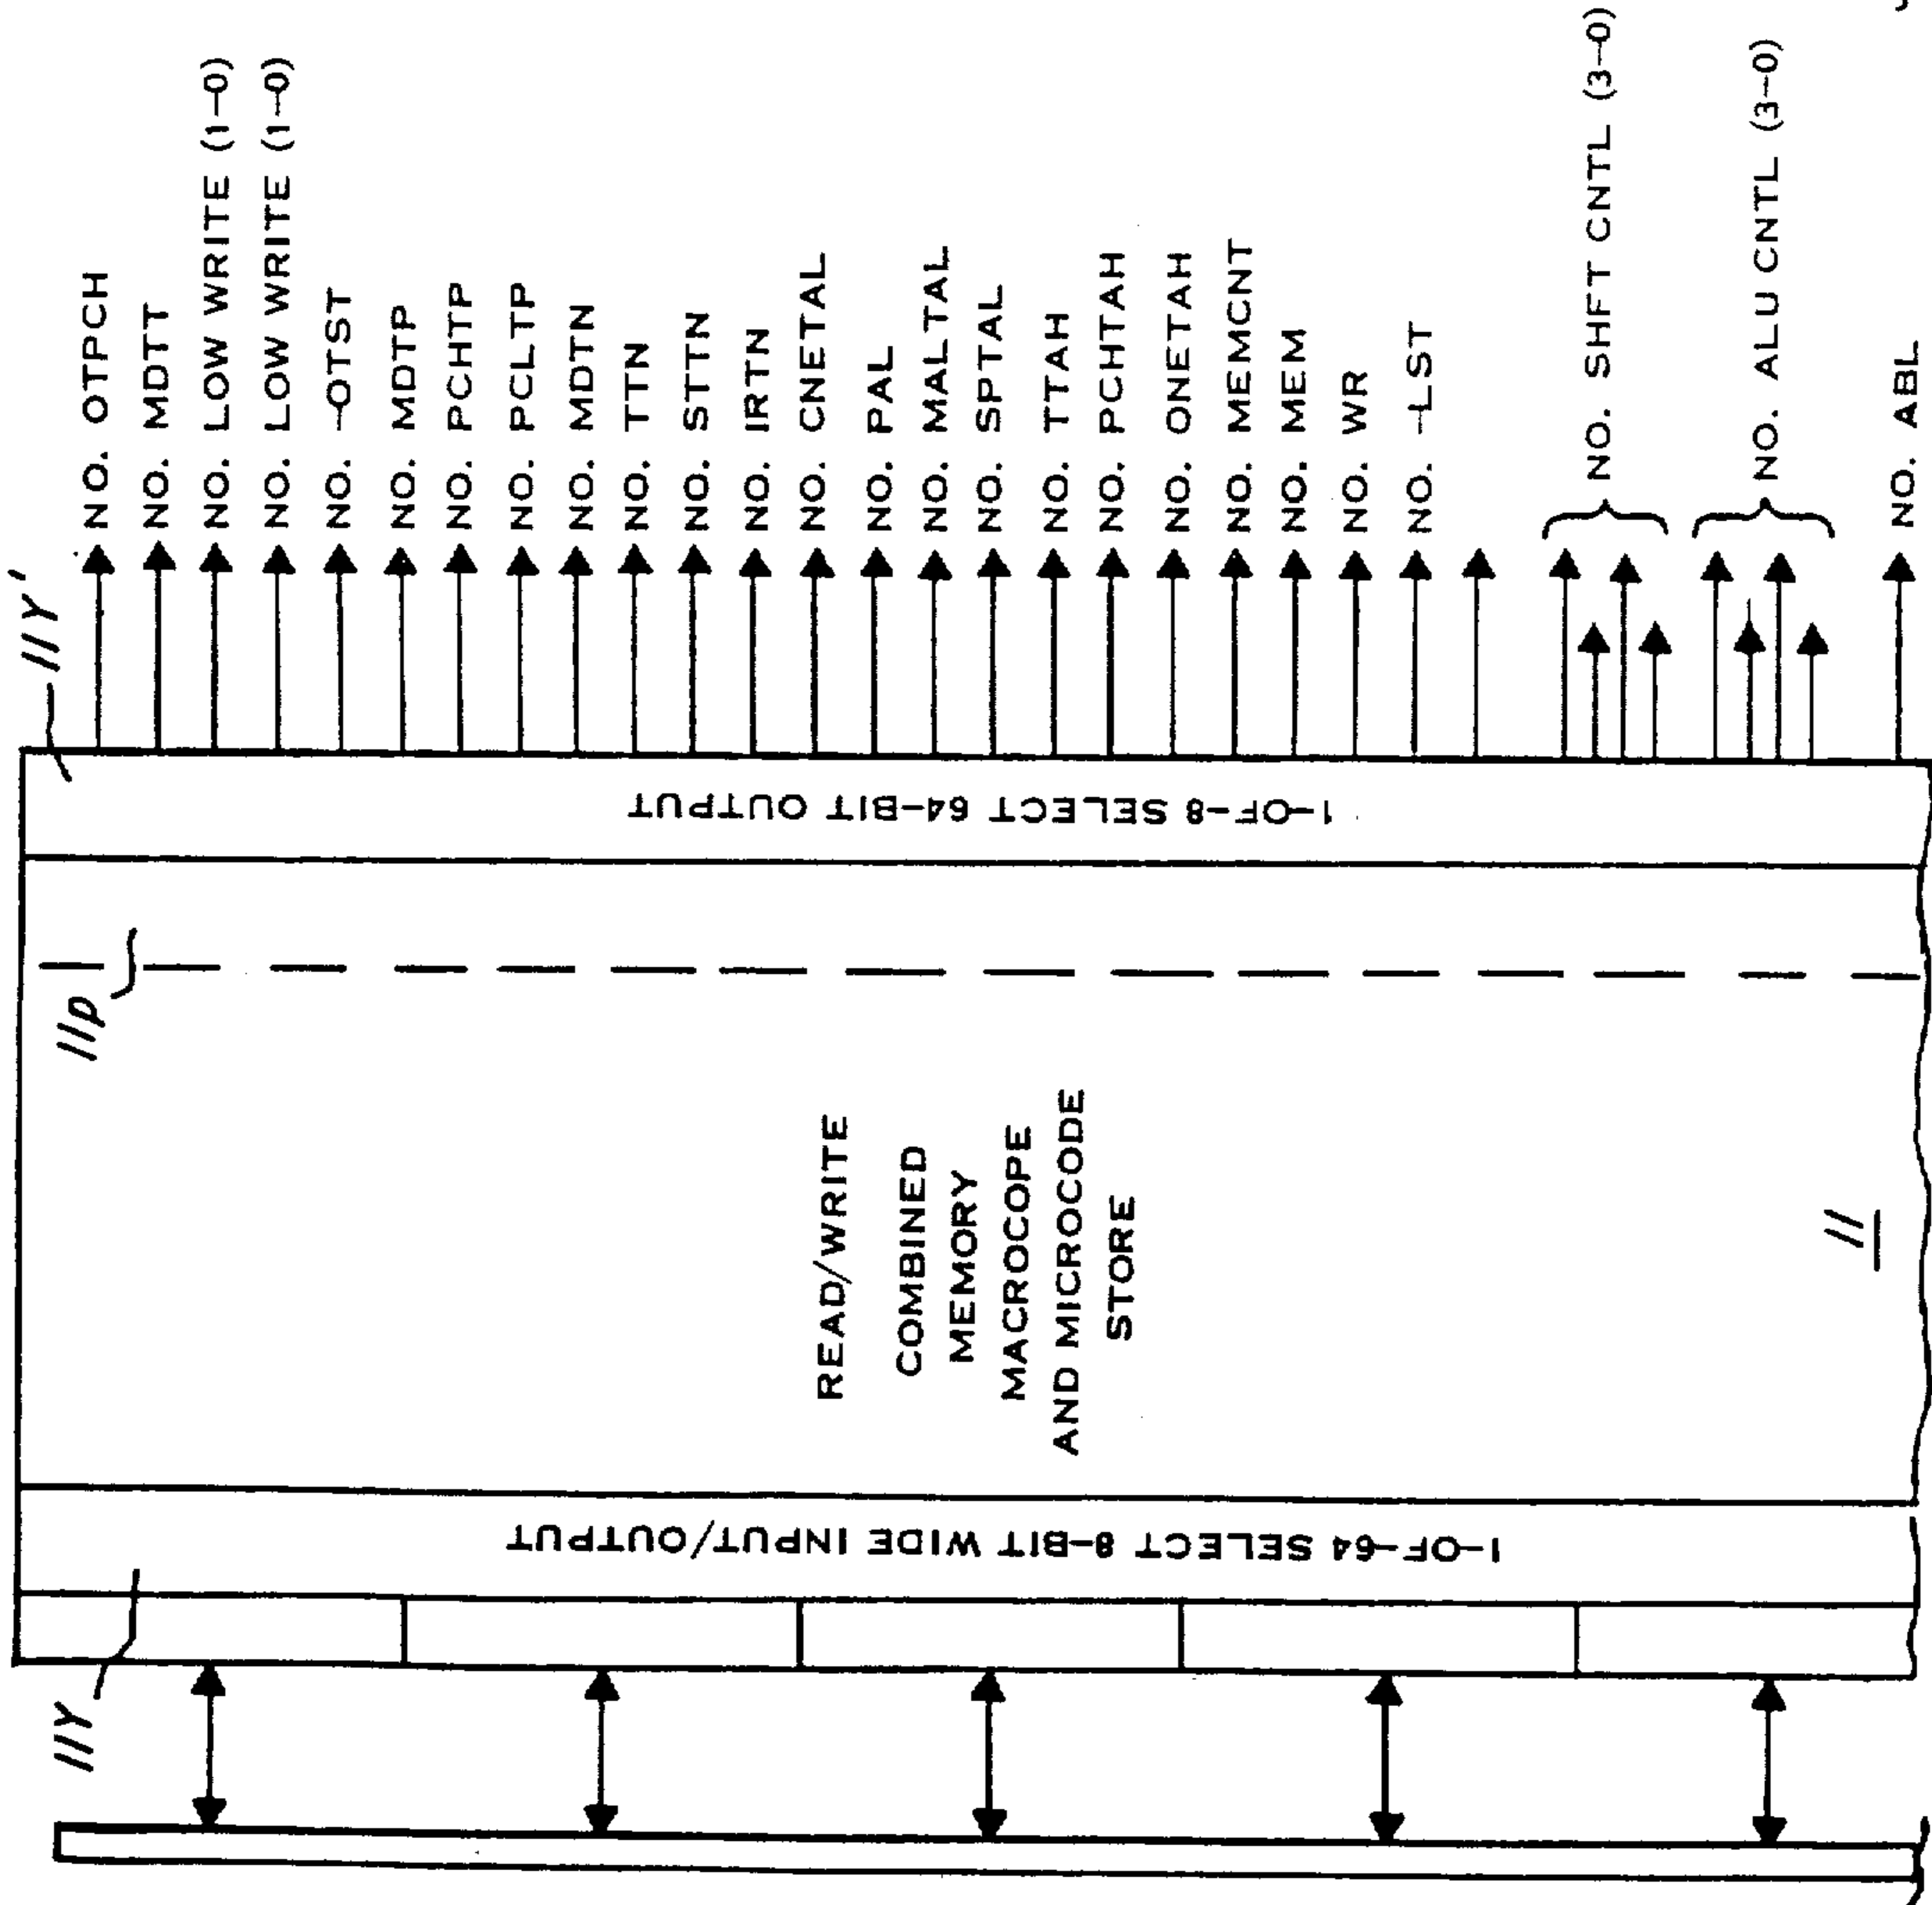 11Y'
NO. OTPCH
NO. MDTT
NO. LOW WRITE (1-0)
NO. LOW WRITE (1-0)
NO. -OTST
NO. MDTP
NO. PCHTP
NO. PCLTP
NO. MDTN
NO. TTN
NO. STTN
NO. IRTN
NO. CNETAL
NO. PAL
NO. MALTAL
NO. SPTAL
NO. TTAH
NO. PCHTAH
NO. ONETAH
NO. MEMCNT
NO. MEM
NO. WR
NO. -LST
NO. SHFT CNTL (3-0)
NO. ALU CNTL (3-0)
NO. ABL
1-OF-8 SELECT 64-BIT OUTPUT
11p
READ/WRITE
COMBINED
MEMORY
MACROCOPE
AND MICROCODE
STORE
11
1-OF-64 SELECT 8-BIT WIDE INPUT/OUTPUT
11Y